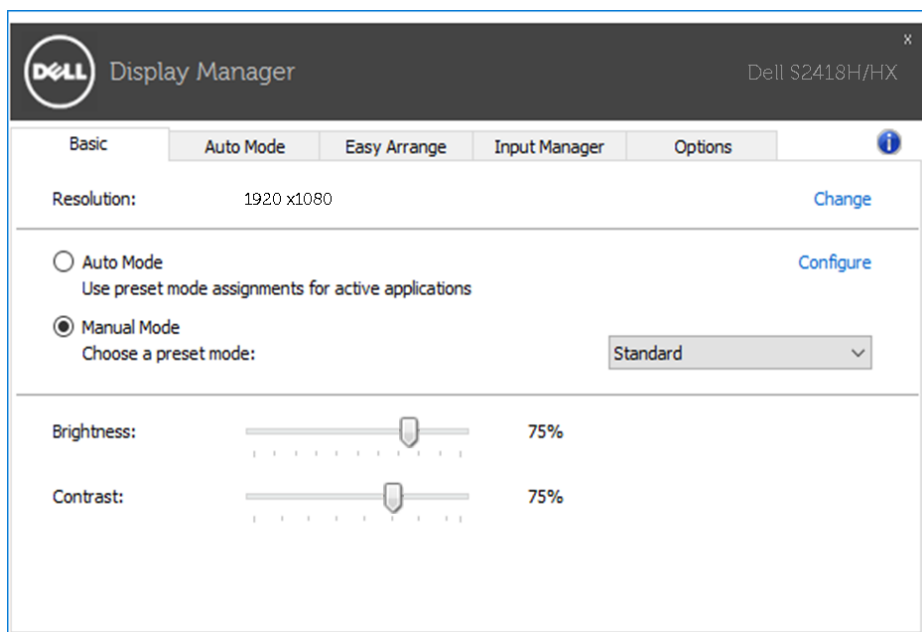 DELL Display Manager
x
Dell S2418H/HX
Basic Auto Mode Easy Arrange Input Manager Options i
Resolution: 1920 x1080 Change
Auto Mode Configure
Use preset mode assignments for active applications
Manual Mode
Choose a preset mode: Standard
Brightness: 75%
Contrast: 75%